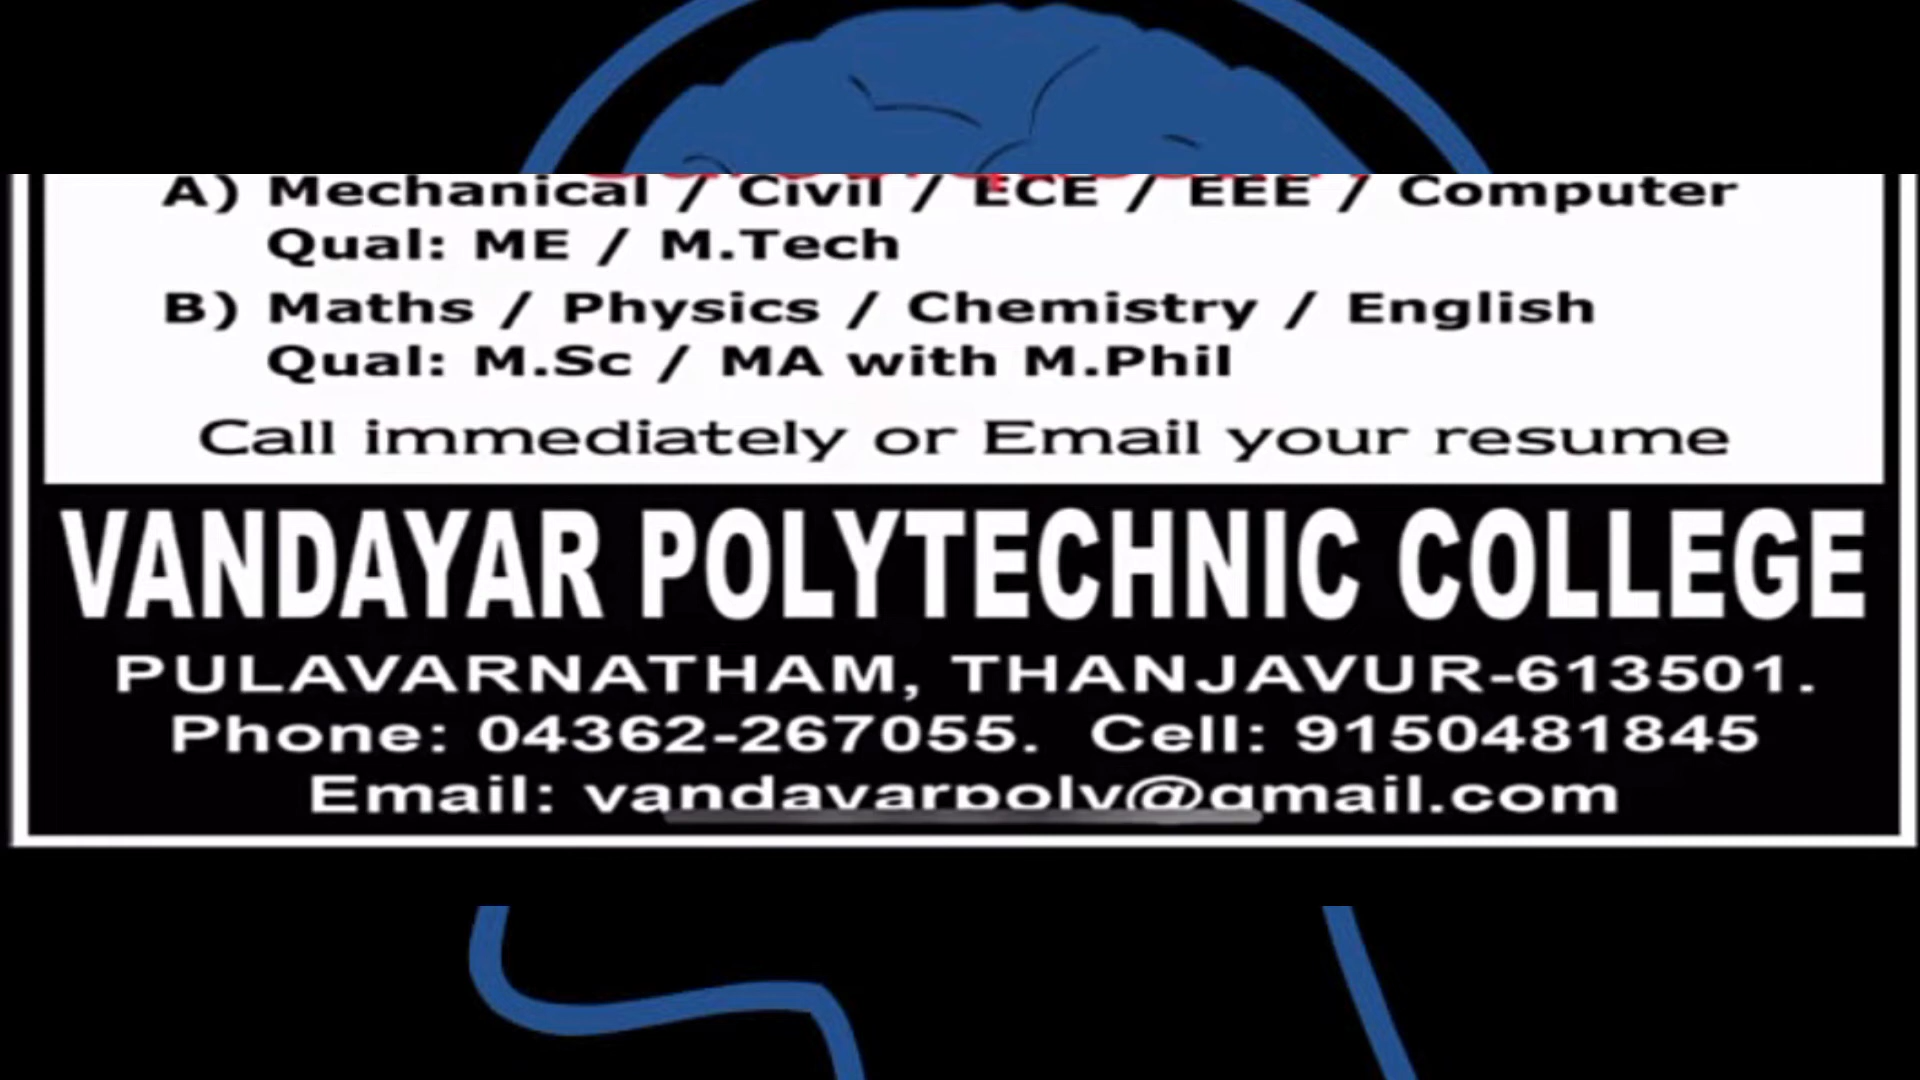 A) Mechanical / Civil / ECE / EEE / Computer
Qual: ME / M.Tech
B) Maths / Physics / Chemistry / English
Qual: M.Sc / MA with M.Phil
Call immediately or Email your resume
VANDAYAR POLYTECHNIC COLLEGE
PULAVARNATHAM, THANJAVUR-613501.
Phone: 04362-267055. Cell: 9150481845
Email: vandayarpoly@gmail.com